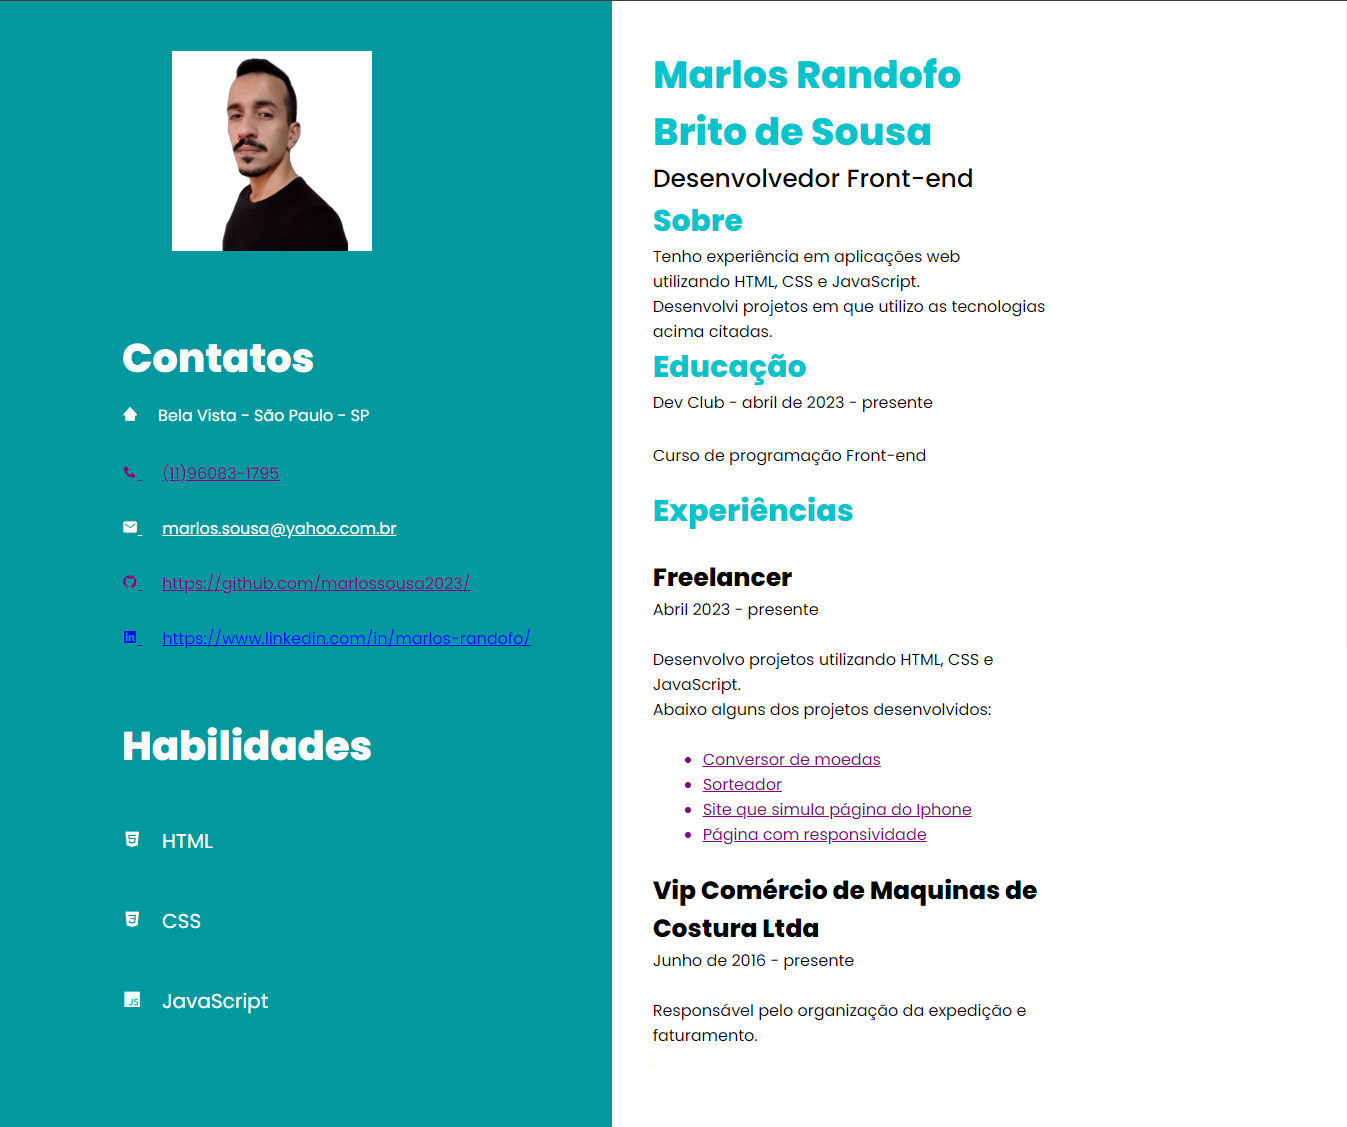 Contatos
Bela Vista - São Paulo - SP
(11)96083-1795
marlos.sousa@yahoo.com.br
https://github.com/marlossousa2023/
https://www.linkedin.com/in/marlos-randofo/
Habilidades
HTML
CSS
JS JavaScript
Marlos Randofo
Brito de Sousa
Desenvolvedor Front-end
Sobre
Tenho experiência em aplicações web
utilizando HTML, CSS e JavaScript.
Desenvolvi projetos em que utilizo as tecnologias
acima citadas.
Educação
Dev Club - abril de 2023 - presente
Curso de programação Front-end
Experiências
Freelancer
Abril 2023 - presente
Desenvolvo projetos utilizando HTML, CSS e
JavaScript.
Abaixo alguns dos projetos desenvolvidos:
• Conversor de moedas
• Sorteador
• Site que simula página do Iphone
• Página com responsividade
Vip Comércio de Maquinas de
Costura Ltda
Junho de 2016 - presente
Responsável pelo organização da expedição e
faturamento.